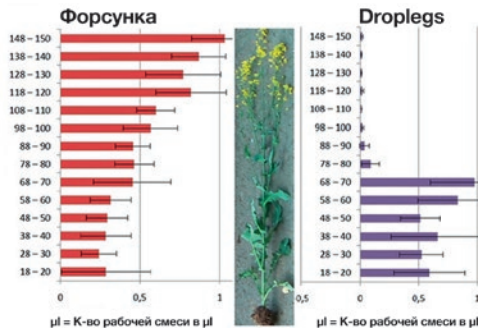 Форсунка
148 – 150
138 – 140
128 – 130
118 – 120
108 – 110
98 – 100
88 – 90
78 – 80
68 – 70
58 – 60
48 – 50
38 – 40
28 – 30
18 – 20
0 0,5 1
µl = К-во рабочей смеси в µl
Droplegs
148 – 150
138 – 140
128 – 130
118 – 120
108 – 110
98 – 100
88 – 90
78 – 80
68 – 70
58 – 60
48 – 50
38 – 40
28 – 30
18 – 20
0,5 0 0,5 1
µl = К-во рабочей смеси в µl